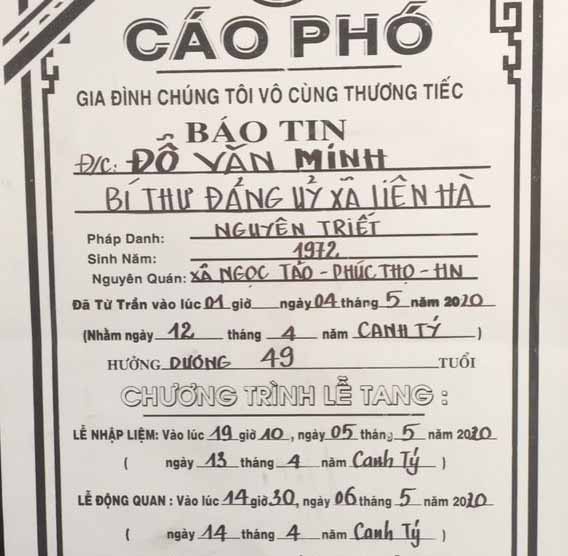 CÁO PHÓ
GIA ĐÌNH CHÚNG TÔI VÔ CÙNG THƯƠNG TIẾC
BÁO TIN
Đ/C: ĐỖ VĂN MINH
BÍ THƯ ĐẢNG UỶ XÃ LIÊN HÀ
Pháp Danh: NGUYÊN TRIẾT
Sinh Năm: 1972
Nguyên Quán: XÃ NGỌC TẢO - PHÚC THỌ - HN
Đã Từ Trần vào lúc 01 giờ ngày 04 tháng 5 năm 2020
(Nhằm ngày 12 tháng 4 năm CANH TÝ )
HƯỞNG DƯƠNG 49 TUỔI
CHƯƠNG TRÌNH LỄ TANG :
LỄ NHẬP LIỆM: Vào lúc 19 giờ 10 , ngày 05 tháng 5 năm 2020
( ngày 13 tháng 4 năm Canh Tý )
LỄ ĐỘNG QUAN : Vào lúc 14 giờ 30, ngày 06 tháng 5 năm 2020
( ngày 14 tháng 4 năm Canh Tý )